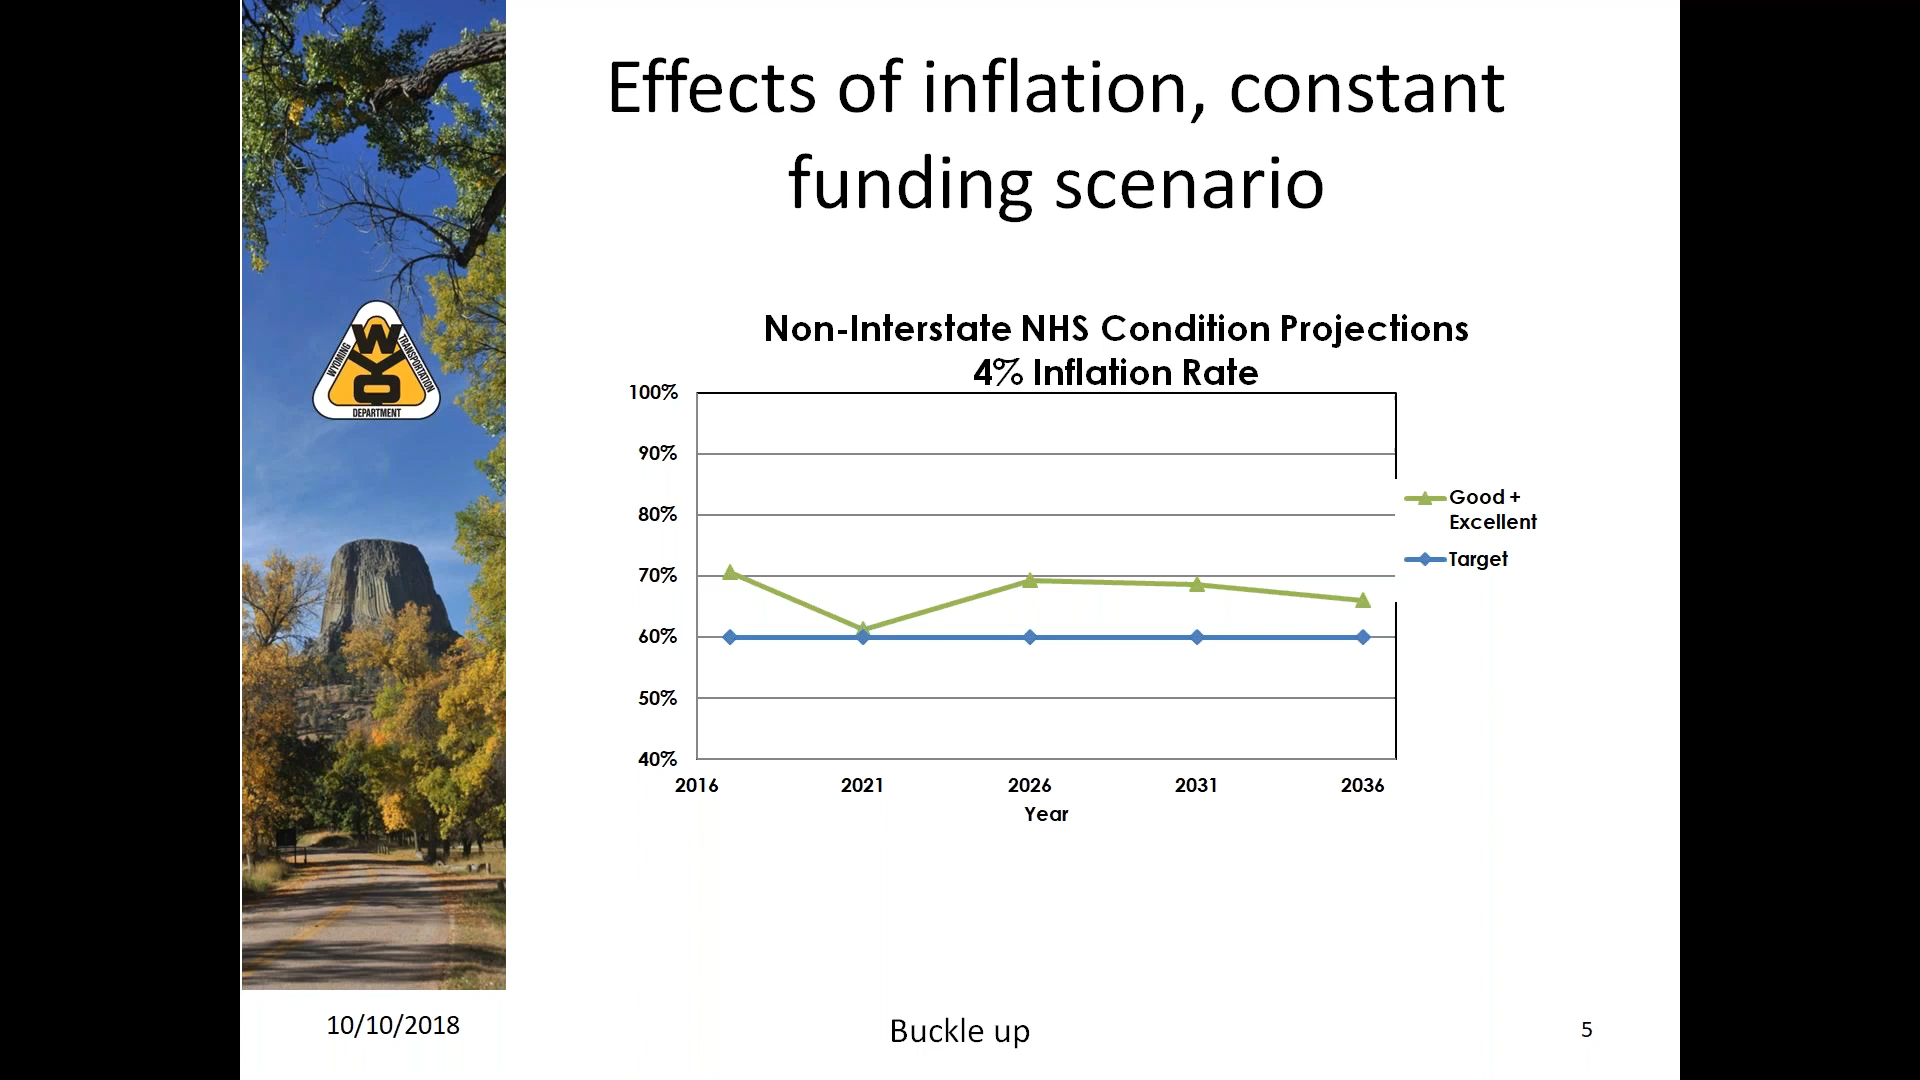 Effects of inflation, constant
funding scenario
WYOMING
TRANSPORTATION
WYO
DEPARTMENT
Non-Interstate NHS Condition Projections
4% Inflation Rate
100%
90%
80%
70%
60%
50%
40%
2016 2021 2026 2031 2036
Year
Good +
Excellent
Target
10/10/2018
Buckle up
5